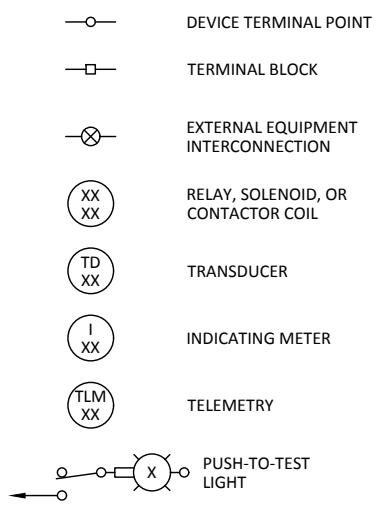 DEVICE TERMINAL POINT
TERMINAL BLOCK
EXTERNAL EQUIPMENT
INTERCONNECTION
XX
XX
RELAY, SOLENOID, OR
CONTACTOR COIL
TD
XX
TRANSDUCER
I
XX
INDICATING METER
TLM
XX
TELEMETRY
X
PUSH-TO-TEST
LIGHT